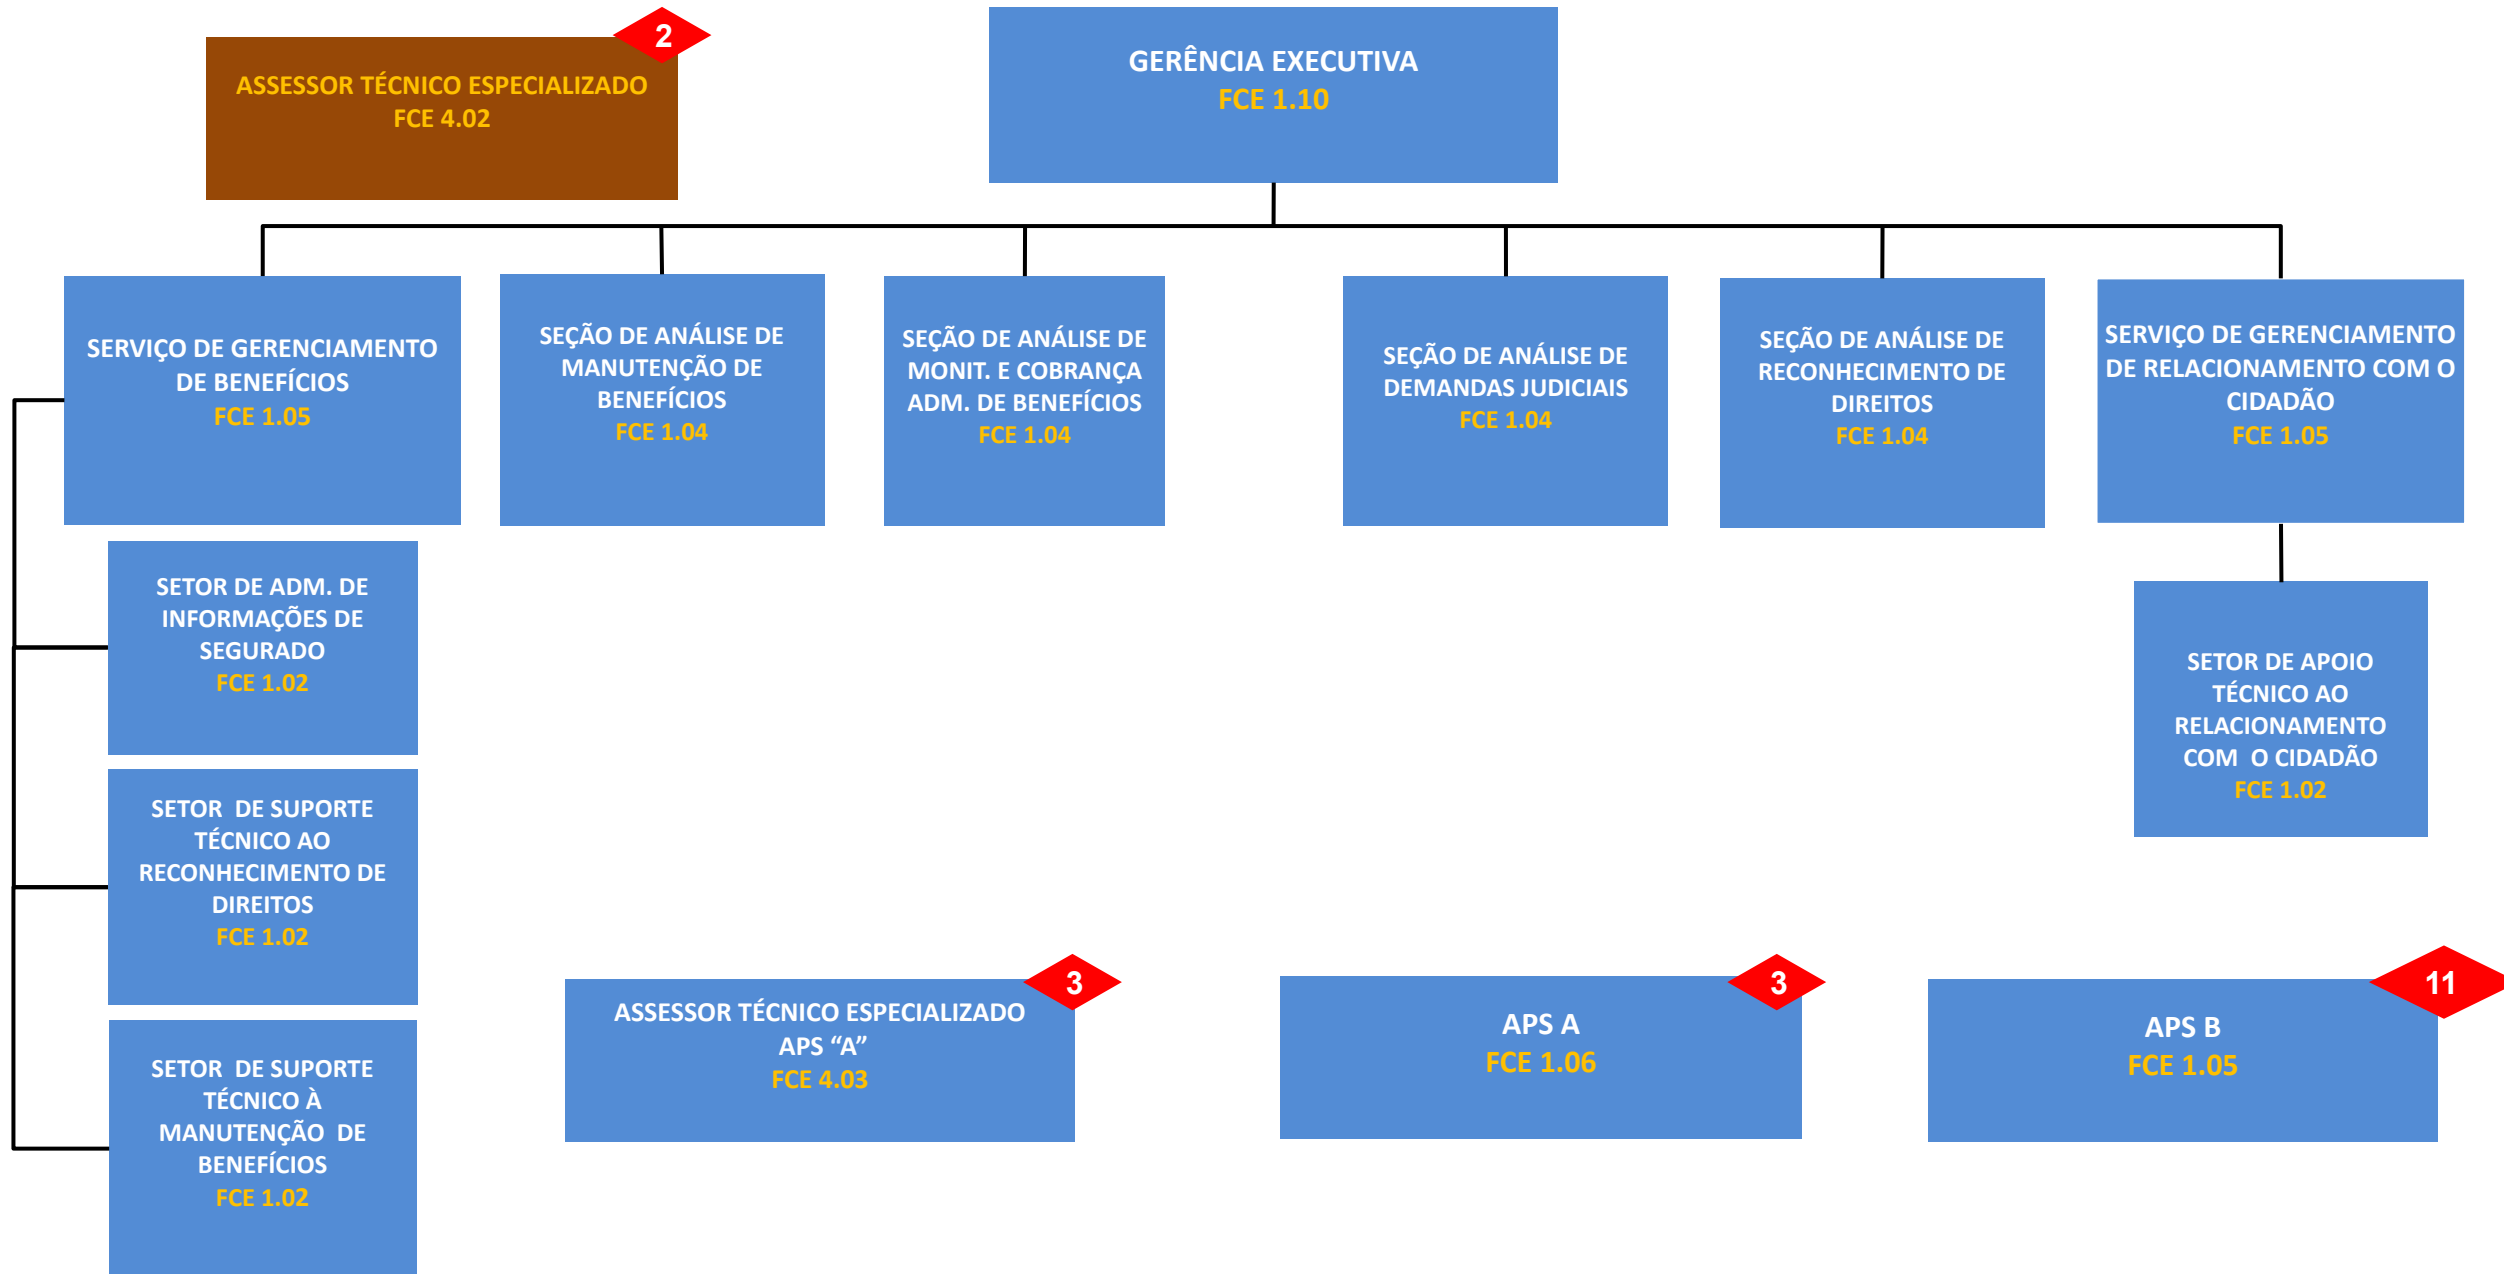 2
ASSESSOR TÉCNICO ESPECIALIZADO
FCE 4.02
GERÊNCIA EXECUTIVA
FCE 1.10
SERVIÇO DE GERENCIAMENTO
DE BENEFÍCIOS
FCE 1.05
SEÇÃO DE ANÁLISE DE
MANUTENÇÃO DE
BENEFÍCIOS
FCE 1.04
SEÇÃO DE ANÁLISE DE
MONIT. E COBRANÇA
ADM. DE BENEFÍCIOS
FCE 1.04
SEÇÃO DE ANÁLISE DE
DEMANDAS JUDICIAIS
FCE 1.04
SEÇÃO DE ANÁLISE DE
RECONHECIMENTO DE
DIREITOS
FCE 1.04
SERVIÇO DE GERENCIAMENTO
DE RELACIONAMENTO COM O
CIDADÃO
FCE 1.05
SETOR DE ADM. DE
INFORMAÇÕES DE
SEGURADO
FCE 1.02
SETOR DE APOIO
TÉCNICO AO
RELACIONAMENTO
COM  O CIDADÃO
FCE 1.02
SETOR  DE SUPORTE
TÉCNICO AO
RECONHECIMENTO DE
DIREITOS
FCE 1.02
SETOR  DE SUPORTE
TÉCNICO À
MANUTENÇÃO  DE
BENEFÍCIOS
FCE 1.02
3
ASSESSOR TÉCNICO ESPECIALIZADO
APS “A”
FCE 4.03
3
APS A
FCE 1.06
11
APS B
FCE 1.05